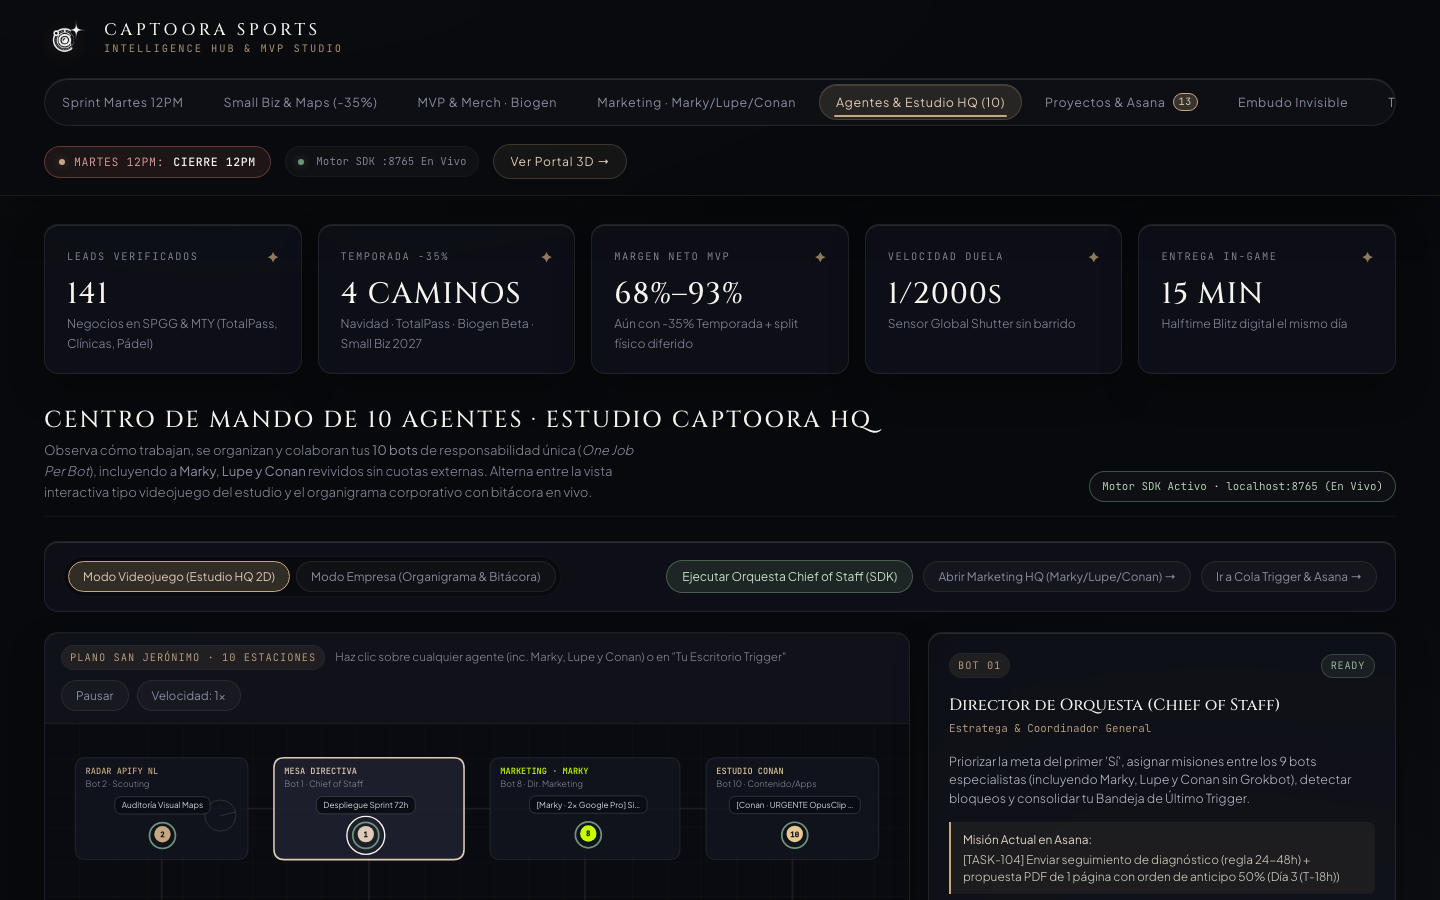 CAPTOORA SPORTS
INTELLIGENCE HUB & MVP STUDIO
Sprint Martes 12PM
Small Biz & Maps (-35%)
MVP & Merch · Biogen
Marketing · Marky/Lupe/Conan
Agentes & Estudio HQ (10)
Proyectos & Asana 13
Embudo Invisible
T
MARTES 12PM: CIERRE 12PM
Motor SDK :8765 En Vivo
Ver Portal 3D →
LEADS VERIFICADOS
141
Negocios en SPGG & MTY (TotalPass,
Clínicas, Pádel)
TEMPORADA -35%
4 CAMINOS
Navidad · TotalPass · Biogen Beta ·
Small Biz 2027
MARGEN NETO MVP
68%–93%
Aún con -35% Temporada + split
físico diferido
VELOCIDAD DUELA
1/2000s
Sensor Global Shutter sin barrido
ENTREGA IN-GAME
15 MIN
Halftime Blitz digital el mismo día
CENTRO DE MANDO DE 10 AGENTES · ESTUDIO CAPTOORA HQ
Observa cómo trabajan, se organizan y colaboran tus 10 bots de responsabilidad única (One Job
Per Bot), incluyendo a Marky, Lupe y Conan revividos sin cuotas externas. Alterna entre la vista
interactiva tipo videojuego del estudio y el organigrama corporativo con bitácora en vivo.
Motor SDK Activo · localhost:8765 (En Vivo)
Modo Videojuego (Estudio HQ 2D)
Modo Empresa (Organigrama & Bitácora)
Ejecutar Orquesta Chief of Staff (SDK)
Abrir Marketing HQ (Marky/Lupe/Conan) →
Ir a Cola Trigger & Asana →
PLANO SAN JERÓNIMO · 10 ESTACIONES
Haz clic sobre cualquier agente (inc. Marky, Lupe y Conan) o en "Tu Escritorio Trigger"
Pausar
Velocidad: 1×
RADAR APIFY NL
Bot 2 · Scouting
Auditoría Visual Maps
2
MESA DIRECTIVA
Bot 1 · Chief of Staff
Despliegue Sprint 72h
1
MARKETING · MARKY
Bot 8 · Dir. Marketing
[Marky · 2× Google Pro] Si...
8
ESTUDIO CONAN
Bot 10 · Contenido/Apps
[Conan · URGENTE OpusClip ...
10
BOT 01
READY
Director de Orquesta (Chief of Staff)
Estratega & Coordinador General
Priorizar la meta del primer 'Sí', asignar misiones entre los 9 bots
especialistas (incluyendo Marky, Lupe y Conan sin Grokbot), detectar
bloqueos y consolidar tu Bandeja de Último Trigger.
Misión Actual en Asana:
[TASK-104] Enviar seguimiento de diagnóstico (regla 24–48h) +
propuesta PDF de 1 página con orden de anticipo 50% (Día 3 (T-18h))